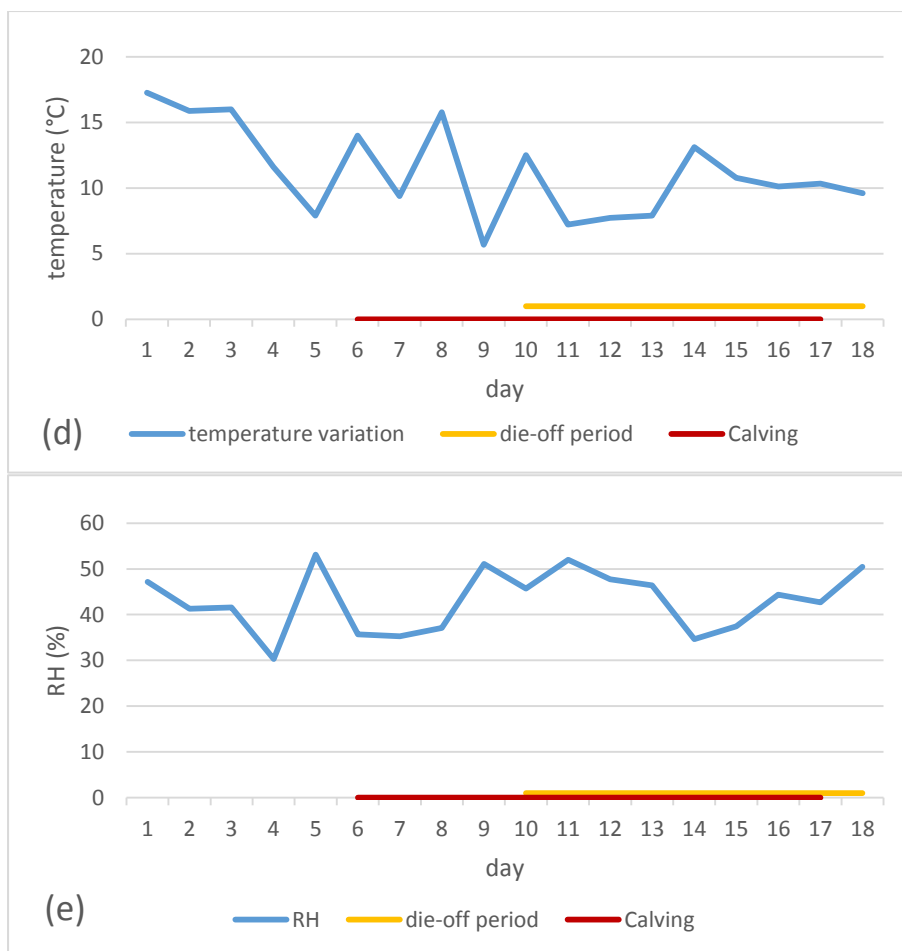 20
15
10
5
0
temperature (°C)
1 2 3 4 5 6 7 8 9 10 11 12 13 14 15 16 17 18
day
(d)
temperature variation die-off period Calving
60
50
40
30
20
10
0
RH (%)
1 2 3 4 5 6 7 8 9 10 11 12 13 14 15 16 17 18
day
(e)
RH die-off period Calving